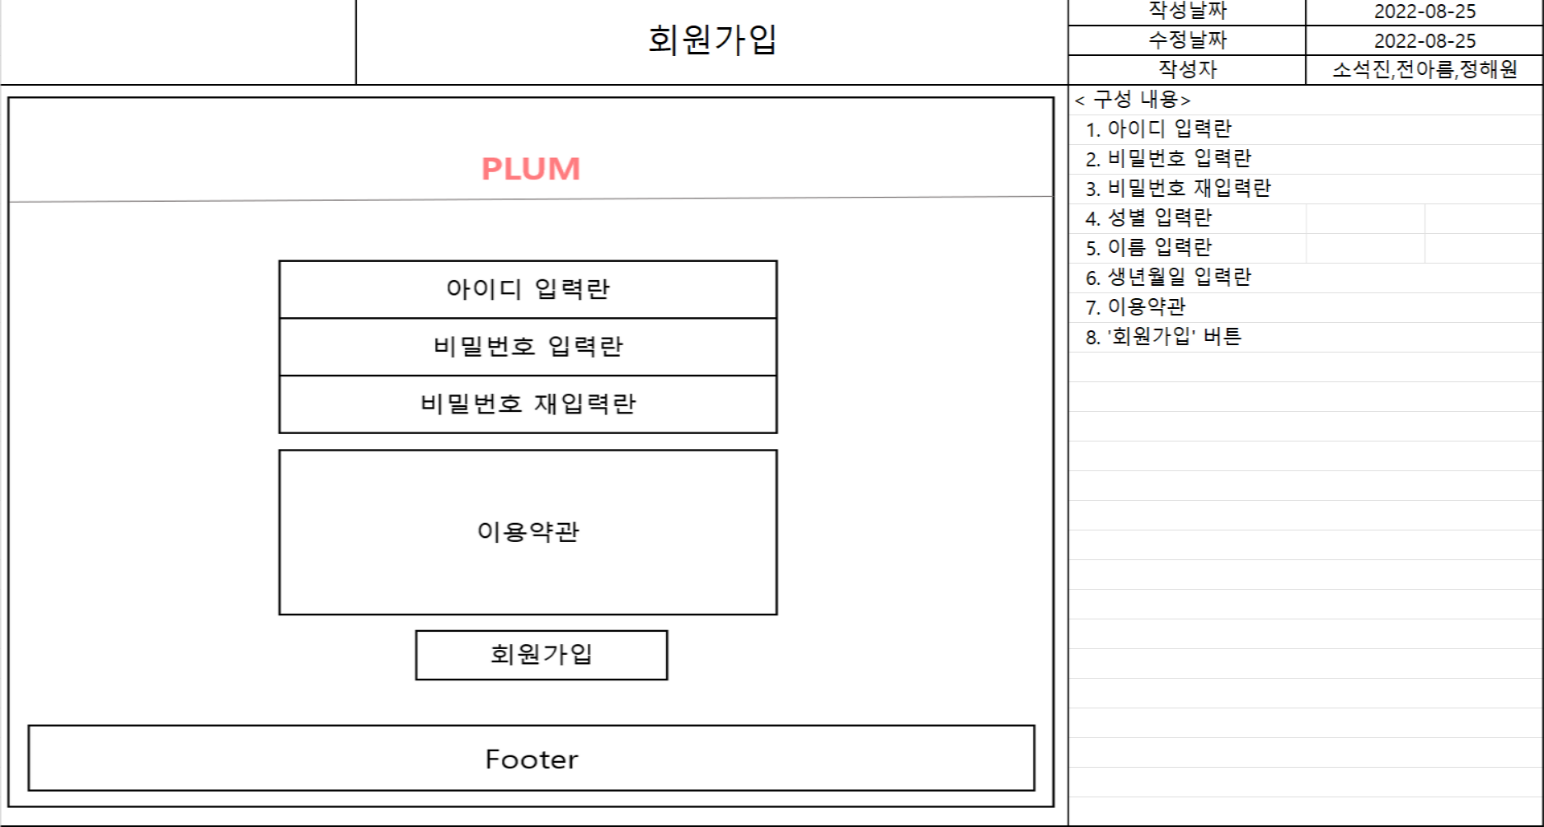 회원가입
작성날짜 2022-08-25
수정날짜 2022-08-25
작성자 소석진,전아름,정해원
PLUM
아이디 입력란
비밀번호 입력란
비밀번호 재입력란
이용약관
회원가입
Footer
< 구성 내용>
1. 아이디 입력란
2. 비밀번호 입력란
3. 비밀번호 재입력란
4. 성별 입력란
5. 이름 입력란
6. 생년월일 입력란
7. 이용약관
8. '회원가입' 버튼